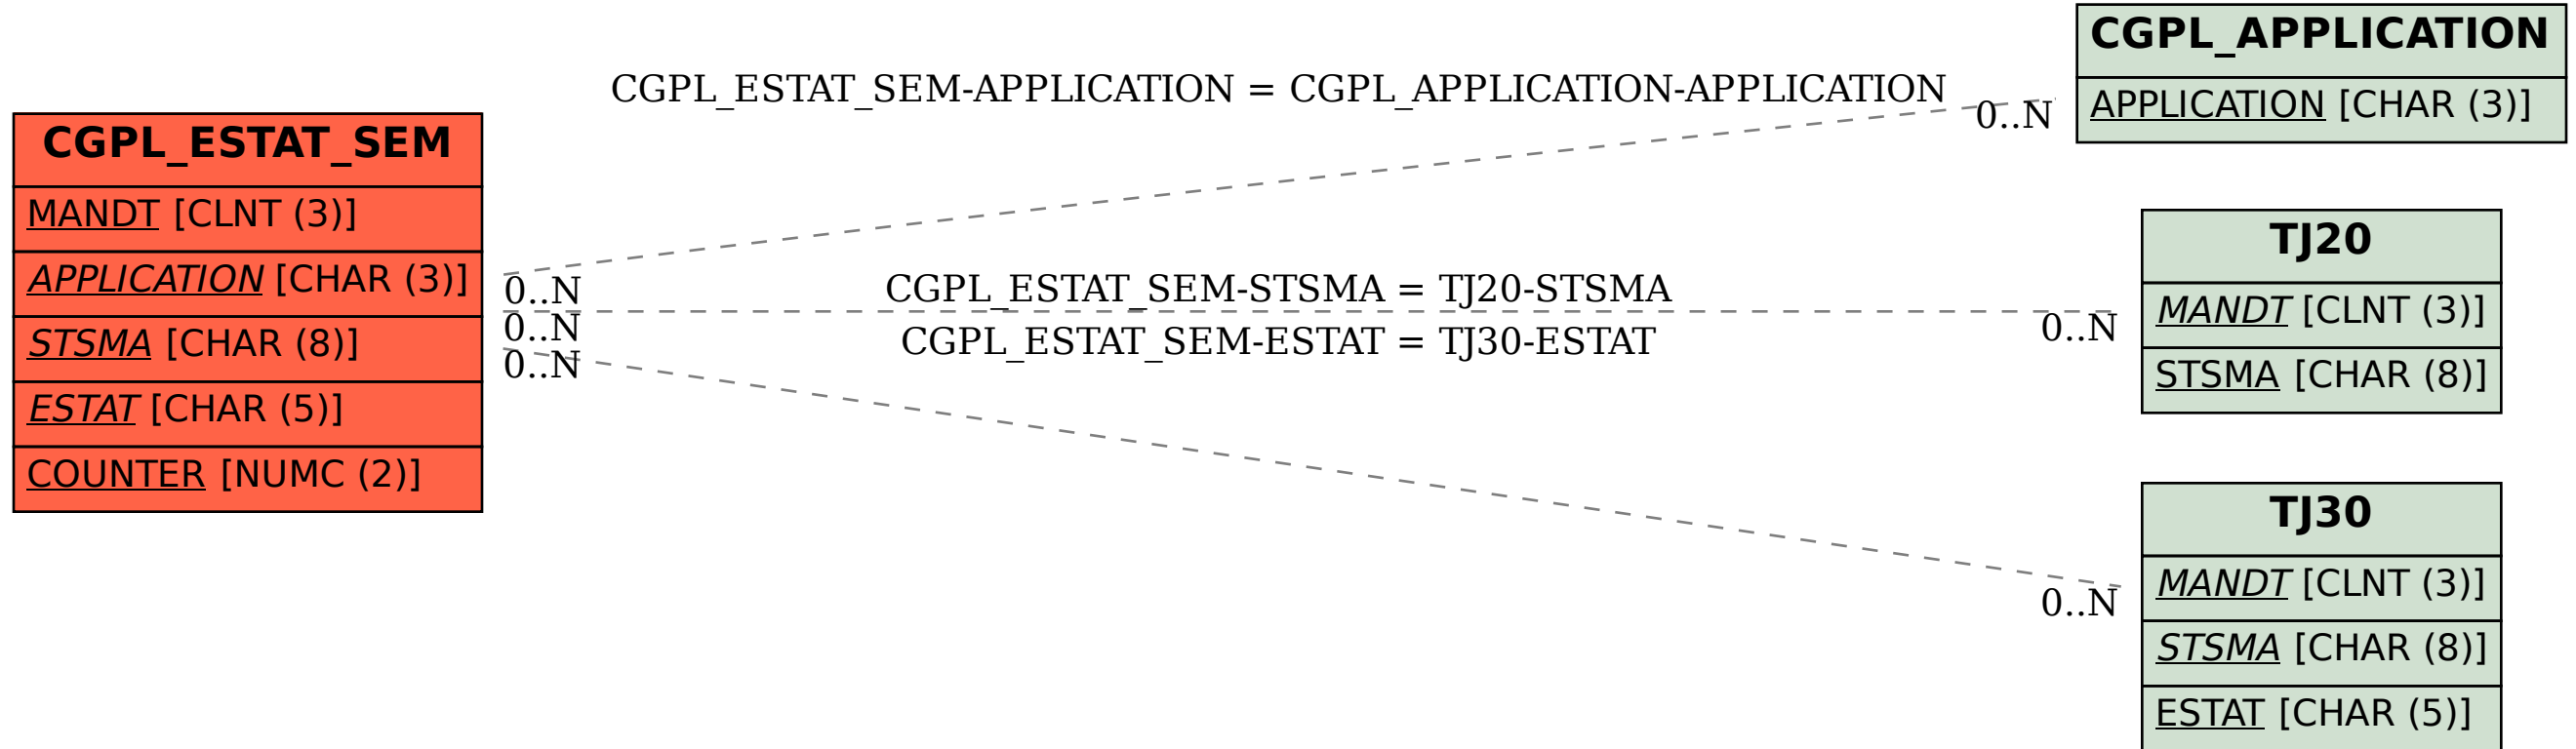 CGPL_ESTAT_SEM
MANDT [CLNT (3)]
APPLICATION [CHAR (3)]
STSMA [CHAR (8)]
ESTAT [CHAR (5)]
COUNTER [NUMC (2)]
CGPL_ESTAT_SEM-APPLICATION = CGPL_APPLICATION-APPLICATION
0..N
0..N
CGPL_ESTAT_SEM-STSMA = TJ20-STSMA
0..N
0..N
CGPL_ESTAT_SEM-ESTAT = TJ30-ESTAT
0..N
0..N
CGPL_APPLICATION
APPLICATION [CHAR (3)]
TJ20
MANDT [CLNT (3)]
STSMA [CHAR (8)]
TJ30
MANDT [CLNT (3)]
STSMA [CHAR (8)]
ESTAT [CHAR (5)]